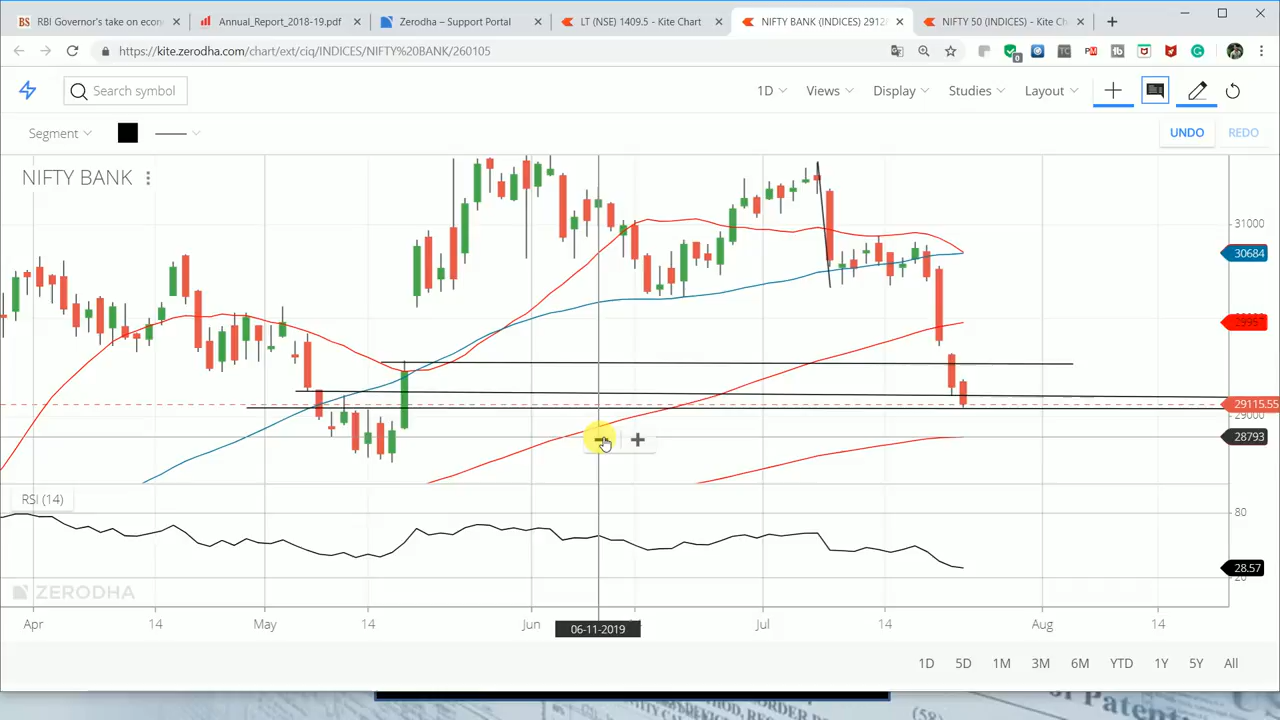 RBI Governor's take on econ
Annual_Report_2018-19.pdf
Zerodha – Support Portal
LT (NSE) 1409.5 - Kite Chart
NIFTY BANK (INDICES) 2912
NIFTY 50 (INDICES) - Kite Ch
https://kite.zerodha.com/chart/ext/ciq/INDICES/NIFTY%20BANK/260105
Search symbol
1D
Views
Display
Studies
Layout
Segment
UNDO
REDO
NIFTY BANK
31000
30684
29997
29115.55
29000
28793
RSI (14)
80
28.57
20
ZERODHA
Apr
14
May
14
Jun
Jul
14
Aug
14
06-11-2019
1D
5D
1M
3M
6M
YTD
1Y
5Y
All
of Patent
(58)